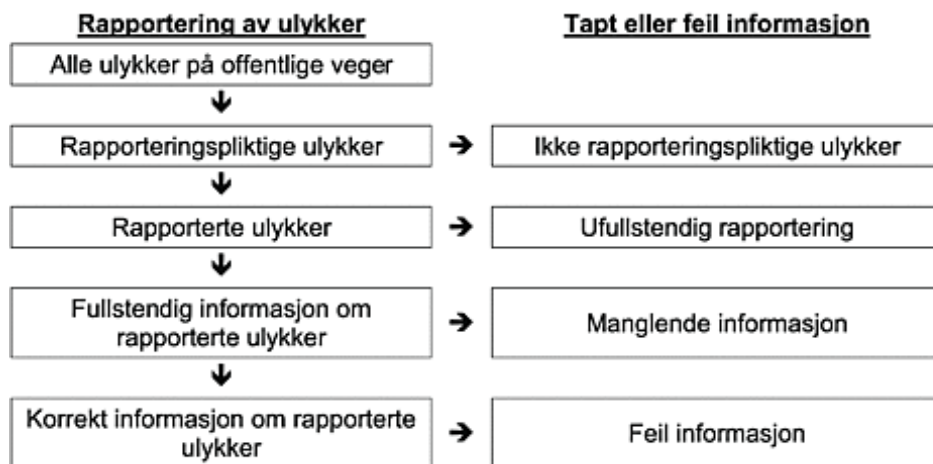 Rapportering av ulykker
Tapt eller feil informasjon
Alle ulykker på offentlige veger
Rapporteringspliktige ulykker
Ikke rapporteringspliktige ulykker
Rapporterte ulykker
Ufullstendig rapportering
Fullstendig informasjon om
rapporterte ulykker
Manglende informasjon
Korrekt informasjon om rapporterte
ulykker
Feil informasjon